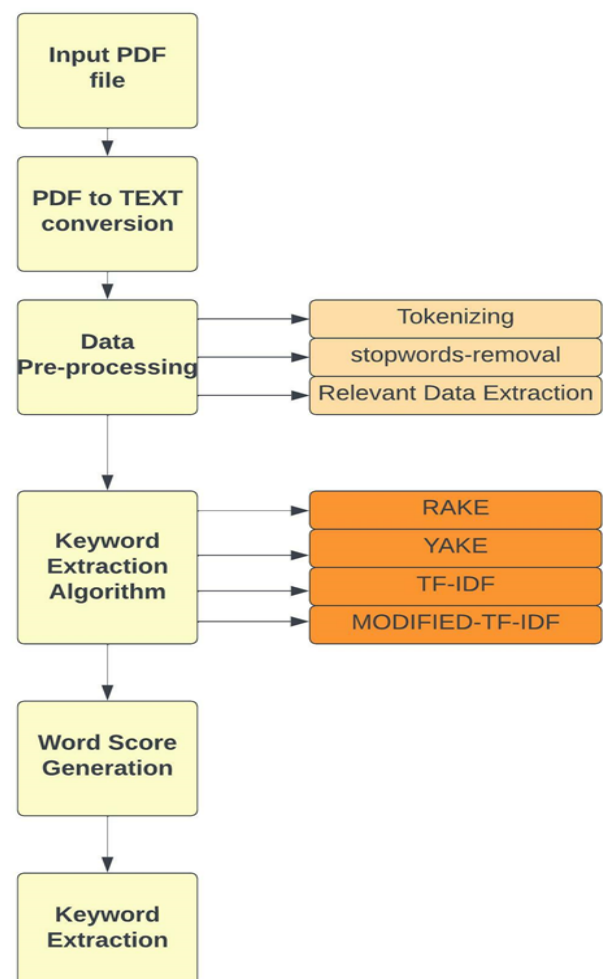 Input PDF
file
PDF to TEXT
conversion
Data
Pre-processing
Tokenizing
stopwords-removal
Relevant Data Extraction
Keyword
Extraction
Algorithm
RAKE
YAKE
TF-IDF
MODIFIED-TF-IDF
Word Score
Generation
Keyword
Extraction